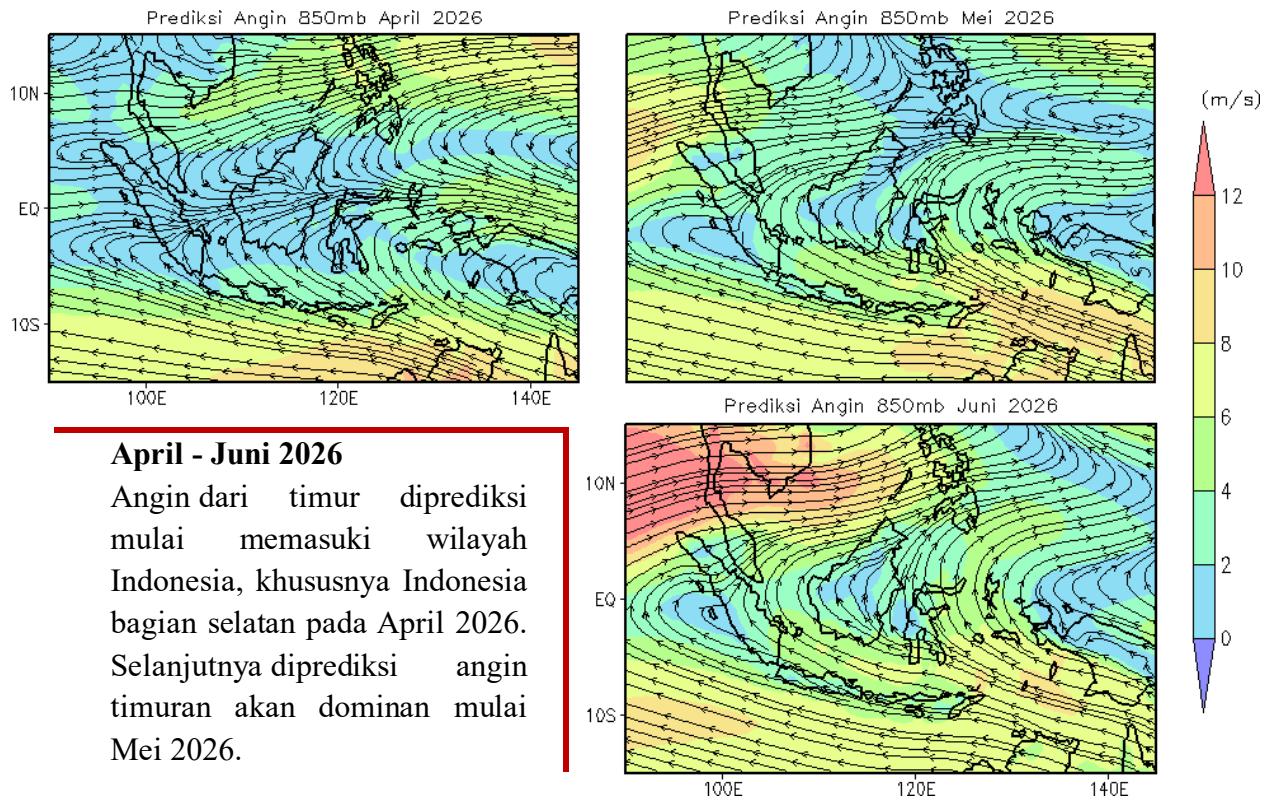 Prediksi Angin 850mb April 2026
Prediksi Angin 850mb Mei 2026
10N
EQ
10S
100E
120E
140E
(m/s)
12
10
8
6
4
2
0
April - Juni 2026
Angin dari timur diprediksi
mulai memasuki wilayah
Indonesia, khususnya Indonesia
bagian selatan pada April 2026.
Selanjutnya diprediksi angin
timuran akan dominan mulai
Mei 2026.
Prediksi Angin 850mb Juni 2026
10N
EQ
10S
100E
120E
140E